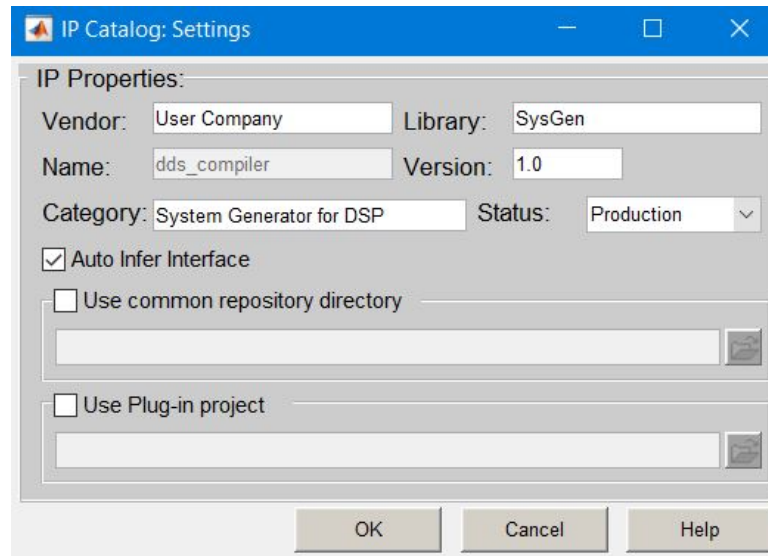 IP Catalog: Settings
IP Properties:
Vendor: User Company Library: SysGen
Name: dds_compiler Version: 1.0
Category: System Generator for DSP Status: Production
Auto Infer Interface
Use common repository directory
Use Plug-in project
OK Cancel Help